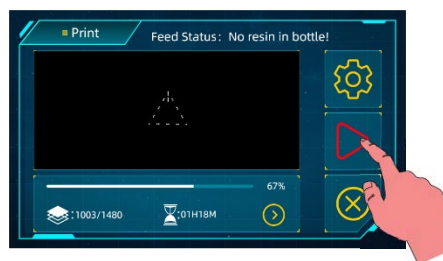 Print
Feed Status: No resin in bottle!
67%
:1003/1480
:01H18M